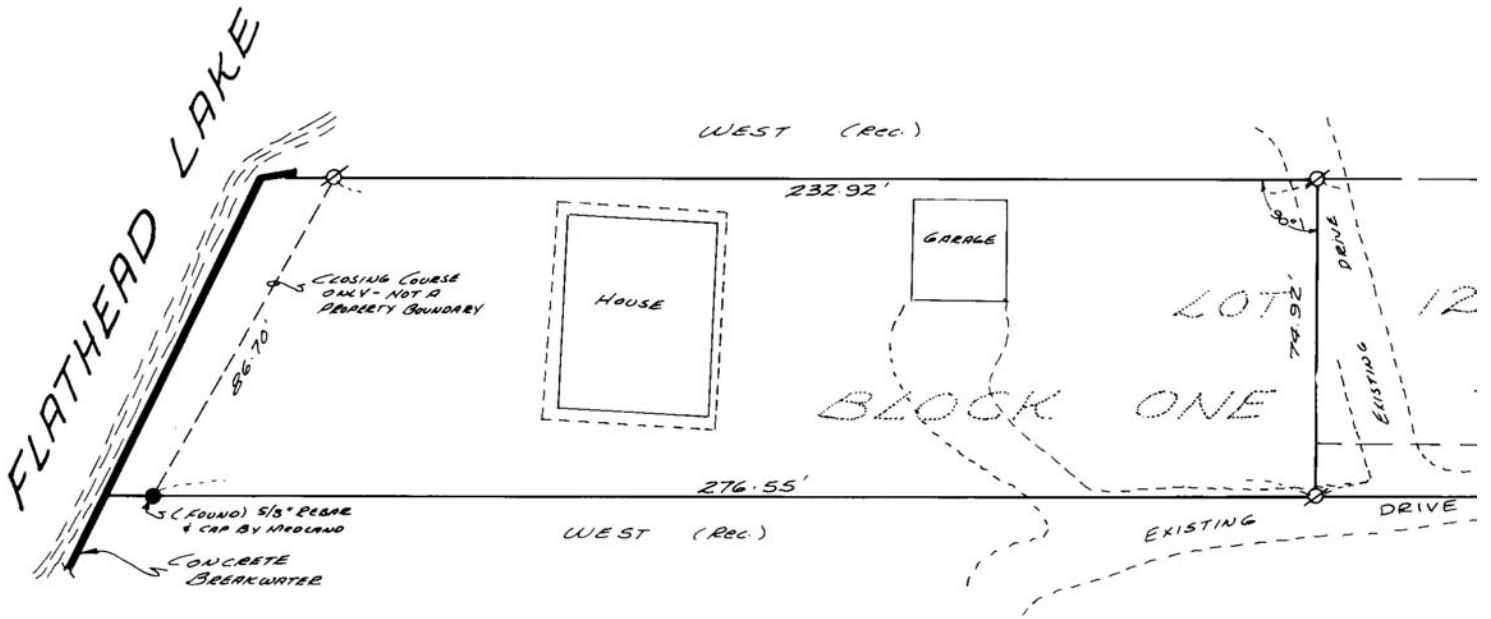 FLATHEAD LAKE
WEST (REC.)
232.92'
90°
DRIVE
GARAGE
CLOSING COURSE
ONLY - NOT A
PROPERTY BOUNDARY
HOUSE
LOT 12
74.92'
86.70'
EXISTING
BLOCK ONE
276.55'
(FOUND) 5/8" REBAR
& CAP BY MEDLAND
WEST (REC.)
EXISTING DRIVE
CONCRETE
BREAKWATER